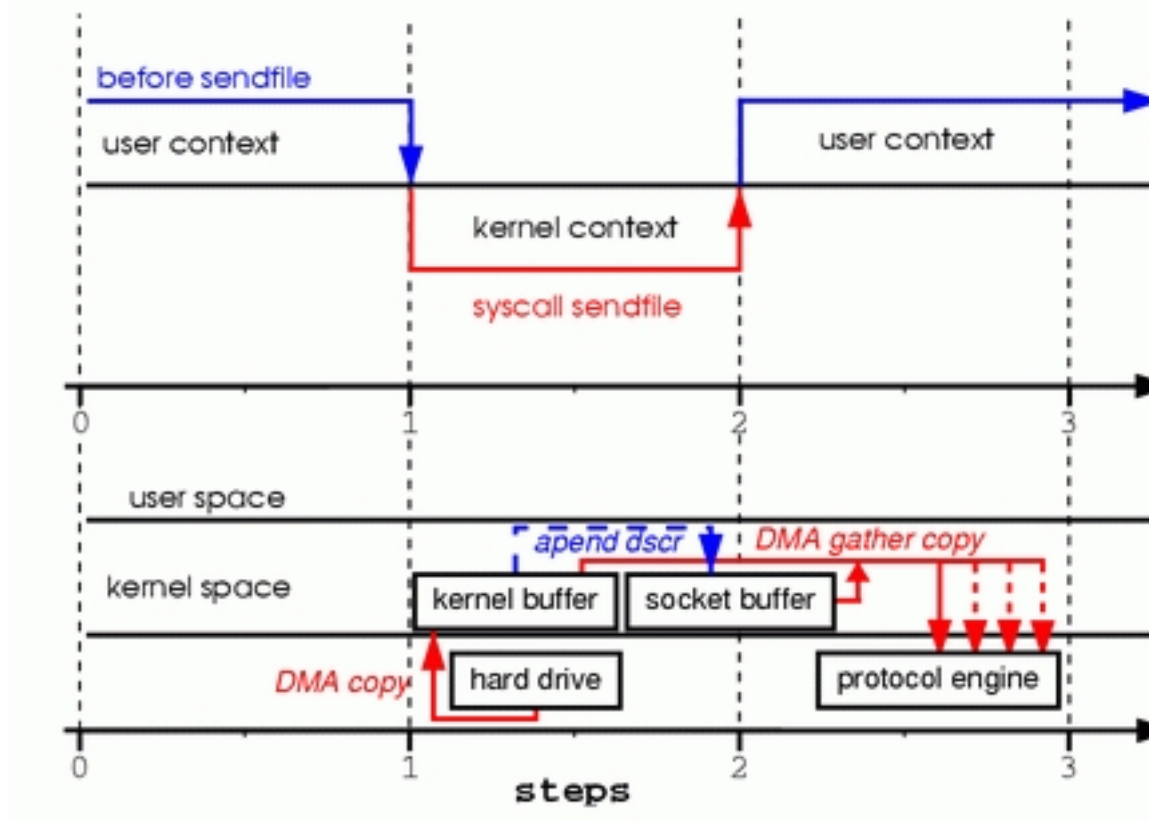 before sendfile
user context
user context
kernel context
syscall sendfile
0
1
2
3
user space
apend dscr
DMA gather copy
kernel space
kernel buffer
socket buffer
DMA copy
hard drive
protocol engine
0
1
2
3
steps